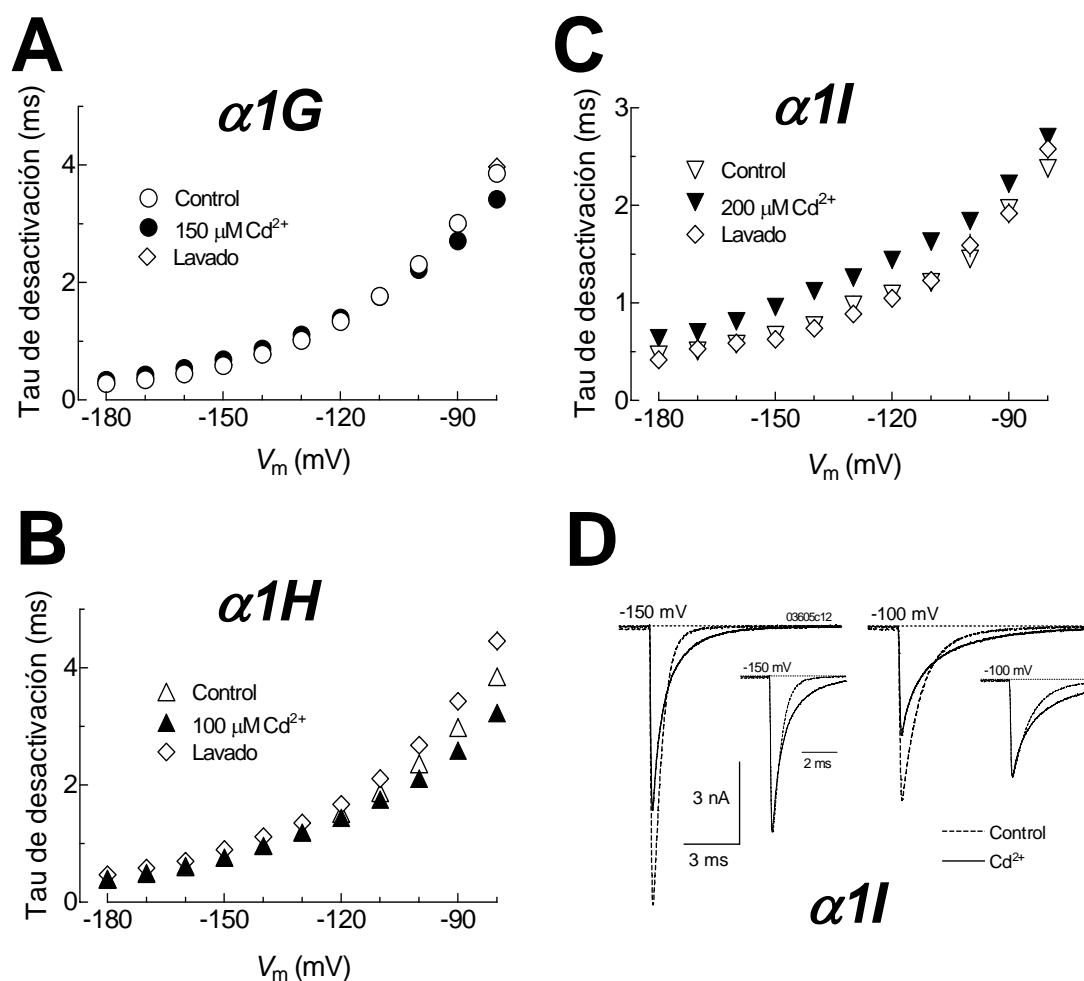 A
α1G
Tau de desactivación (ms)
4
2
0
Control
150 μM Cd²⁺
Lavado
-180
-150
-120
-90
Vm (mV)
B
α1H
Tau de desactivación (ms)
4
2
0
Control
100 μM Cd²⁺
Lavado
-180
-150
-120
-90
Vm (mV)
C
α1I
Tau de desactivación (ms)
3
2
1
0
Control
200 μM Cd²⁺
Lavado
-180
-150
-120
-90
Vm (mV)
D
-150 mV
03605c12
-100 mV
-150 mV
-100 mV
2 ms
3 nA
3 ms
Control
Cd²⁺
α1I